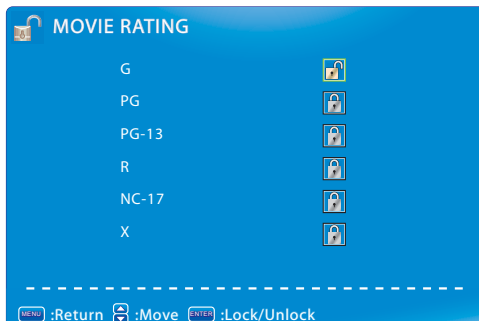 MOVIE RATING
G
PG
PG-13
R
NC-17
X
MENU :Return :Move ENTER :Lock/Unlock